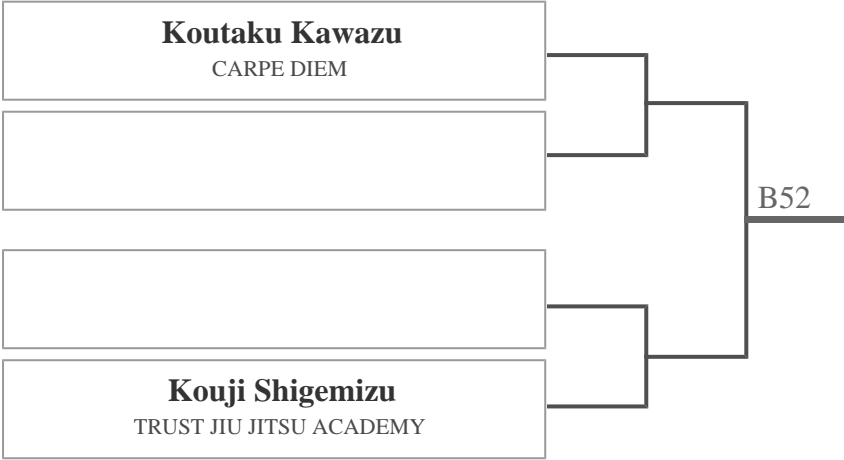 Koutaku Kawazu
CARPE DIEM
B52
Kouji Shigemizu
TRUST JIU JITSU ACADEMY